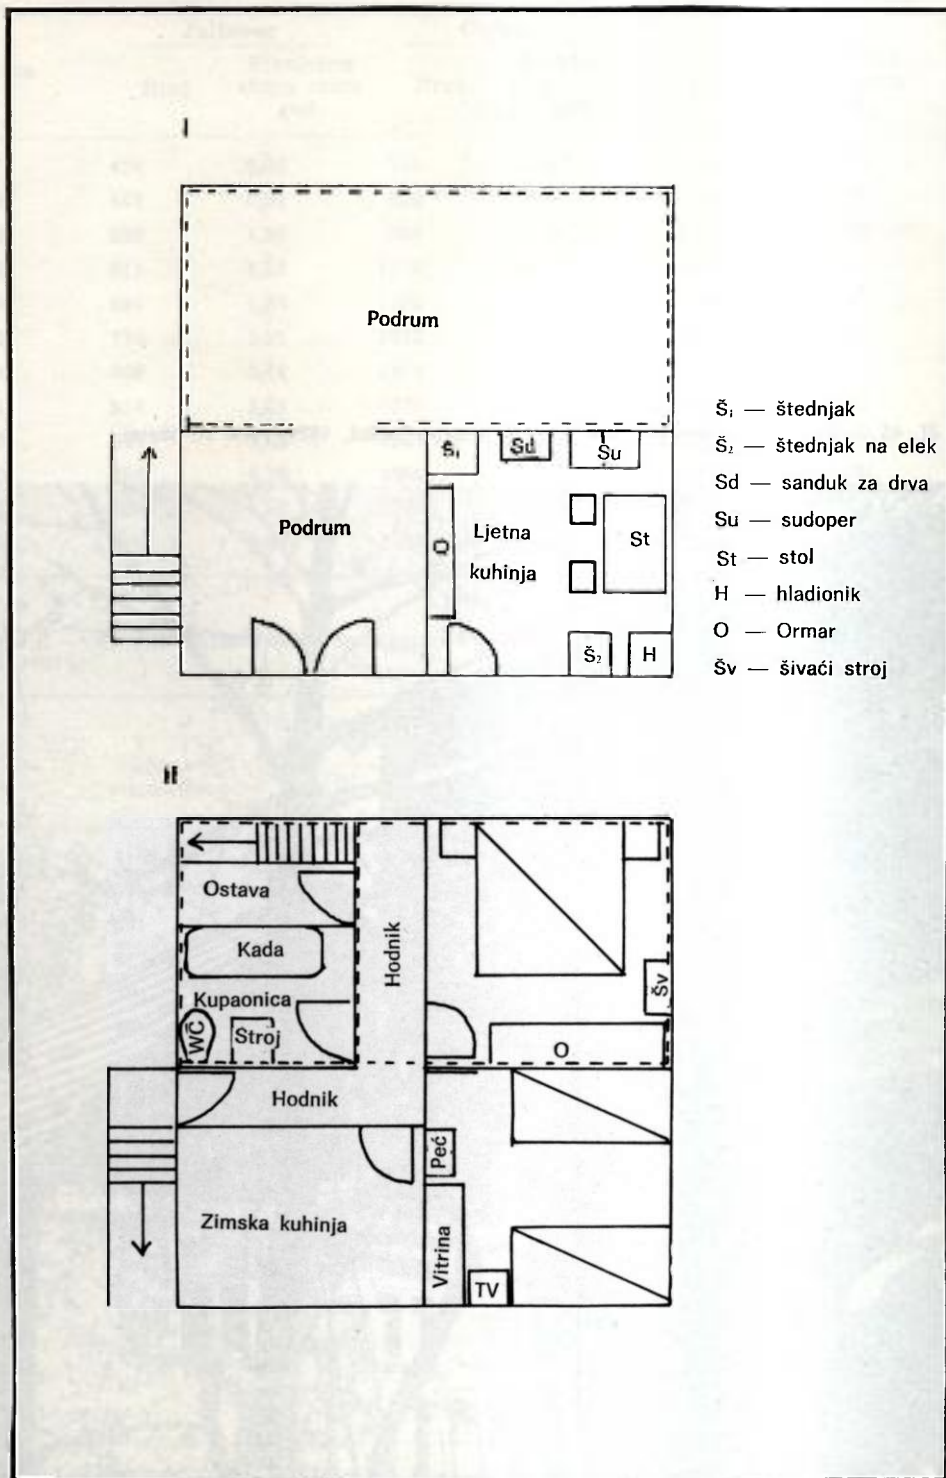 I
Podrum
Š₁ Sd Su
Podrum
O
Ljetna
kuhinja
St
Š₂ H
Š₁ — štednjak
Š₂ — štednjak na elek
Sd — sanduk za drva
Su — sudoper
St — stol
H — hladionik
O — Ormar
Šv — šivaći stroj
II
Ostava
Kada
Kupaonica
WC
Stroj
Hodnik
Šv
O
Hodnik
Peć
Zimska kuhinja
Vitrina
TV